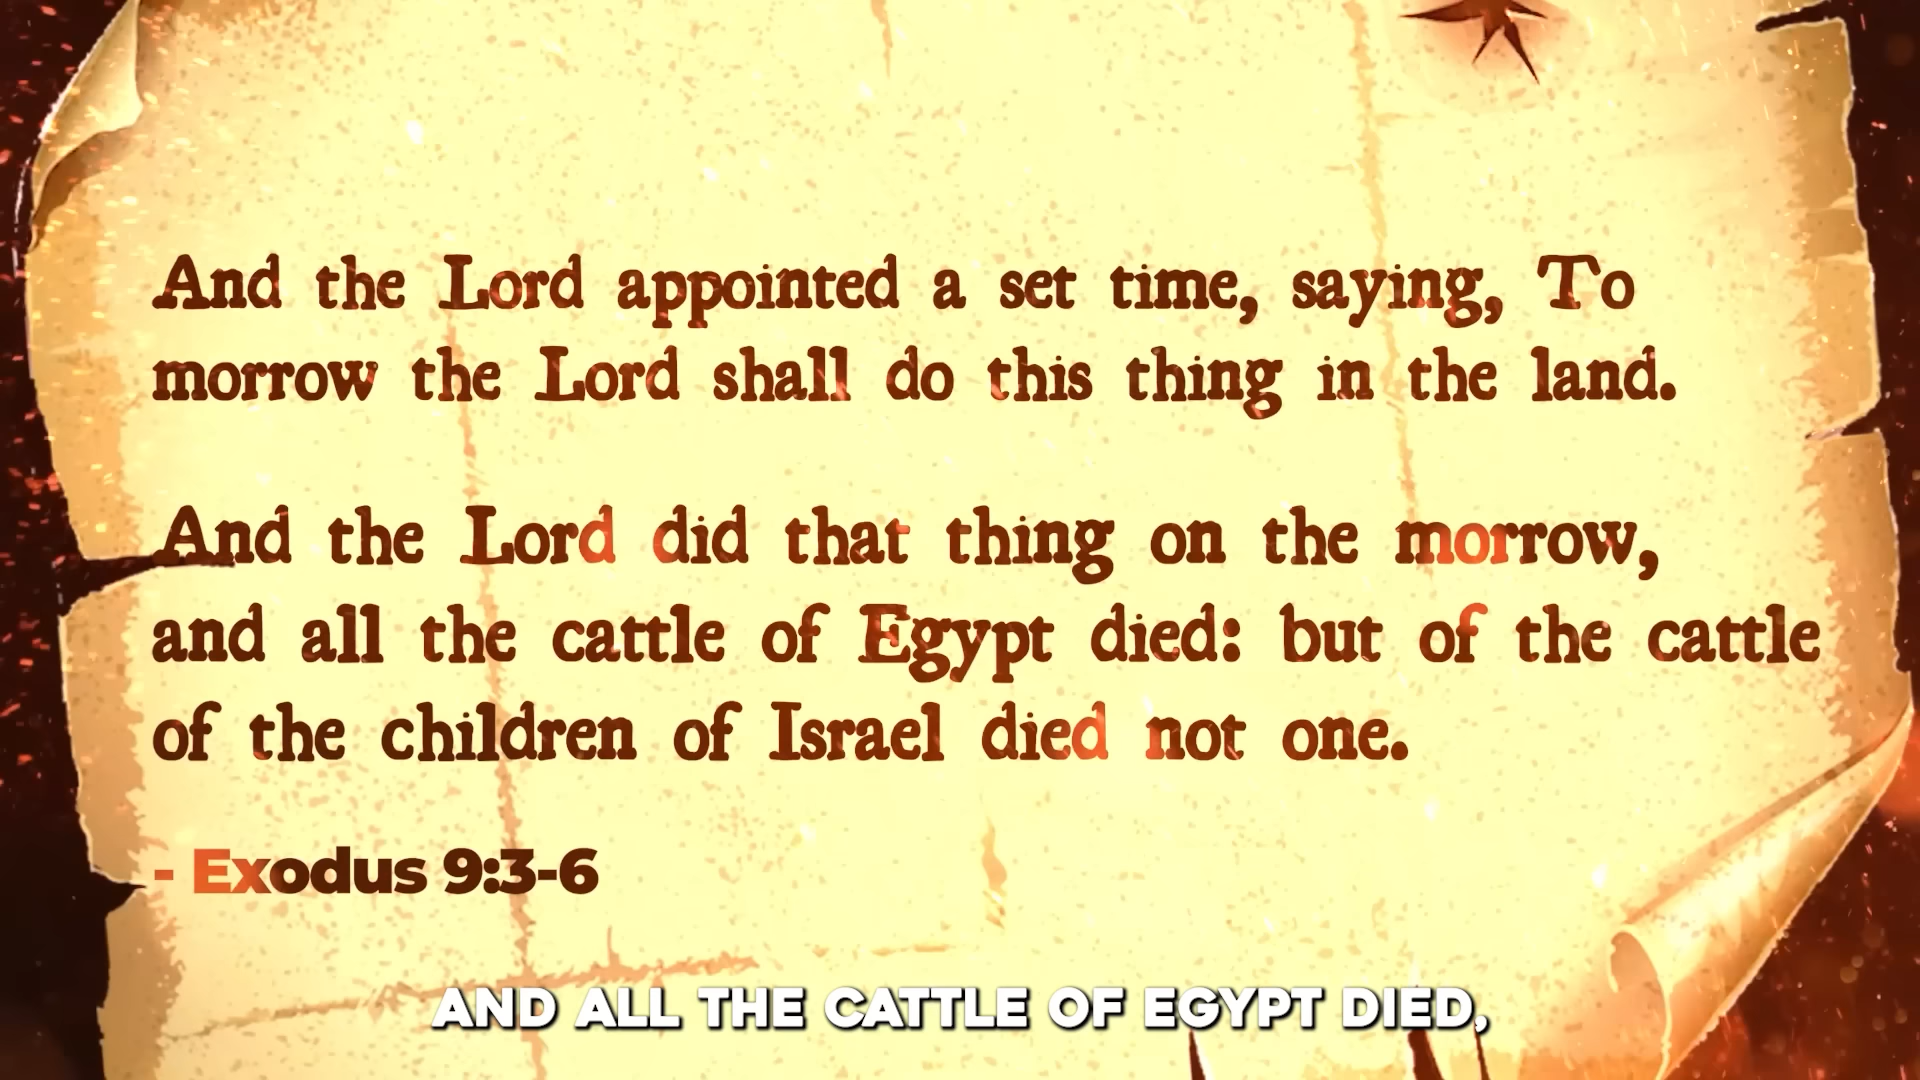 And the Lord appointed a set time, saying, To
morrow the Lord shall do this thing in the land.
And the Lord did that thing on the morrow,
and all the cattle of Egypt died: but of the cattle
of the children of Israel died not one.
- Exodus 9:3-6
AND ALL THE CATTLE OF EGYPT DIED,